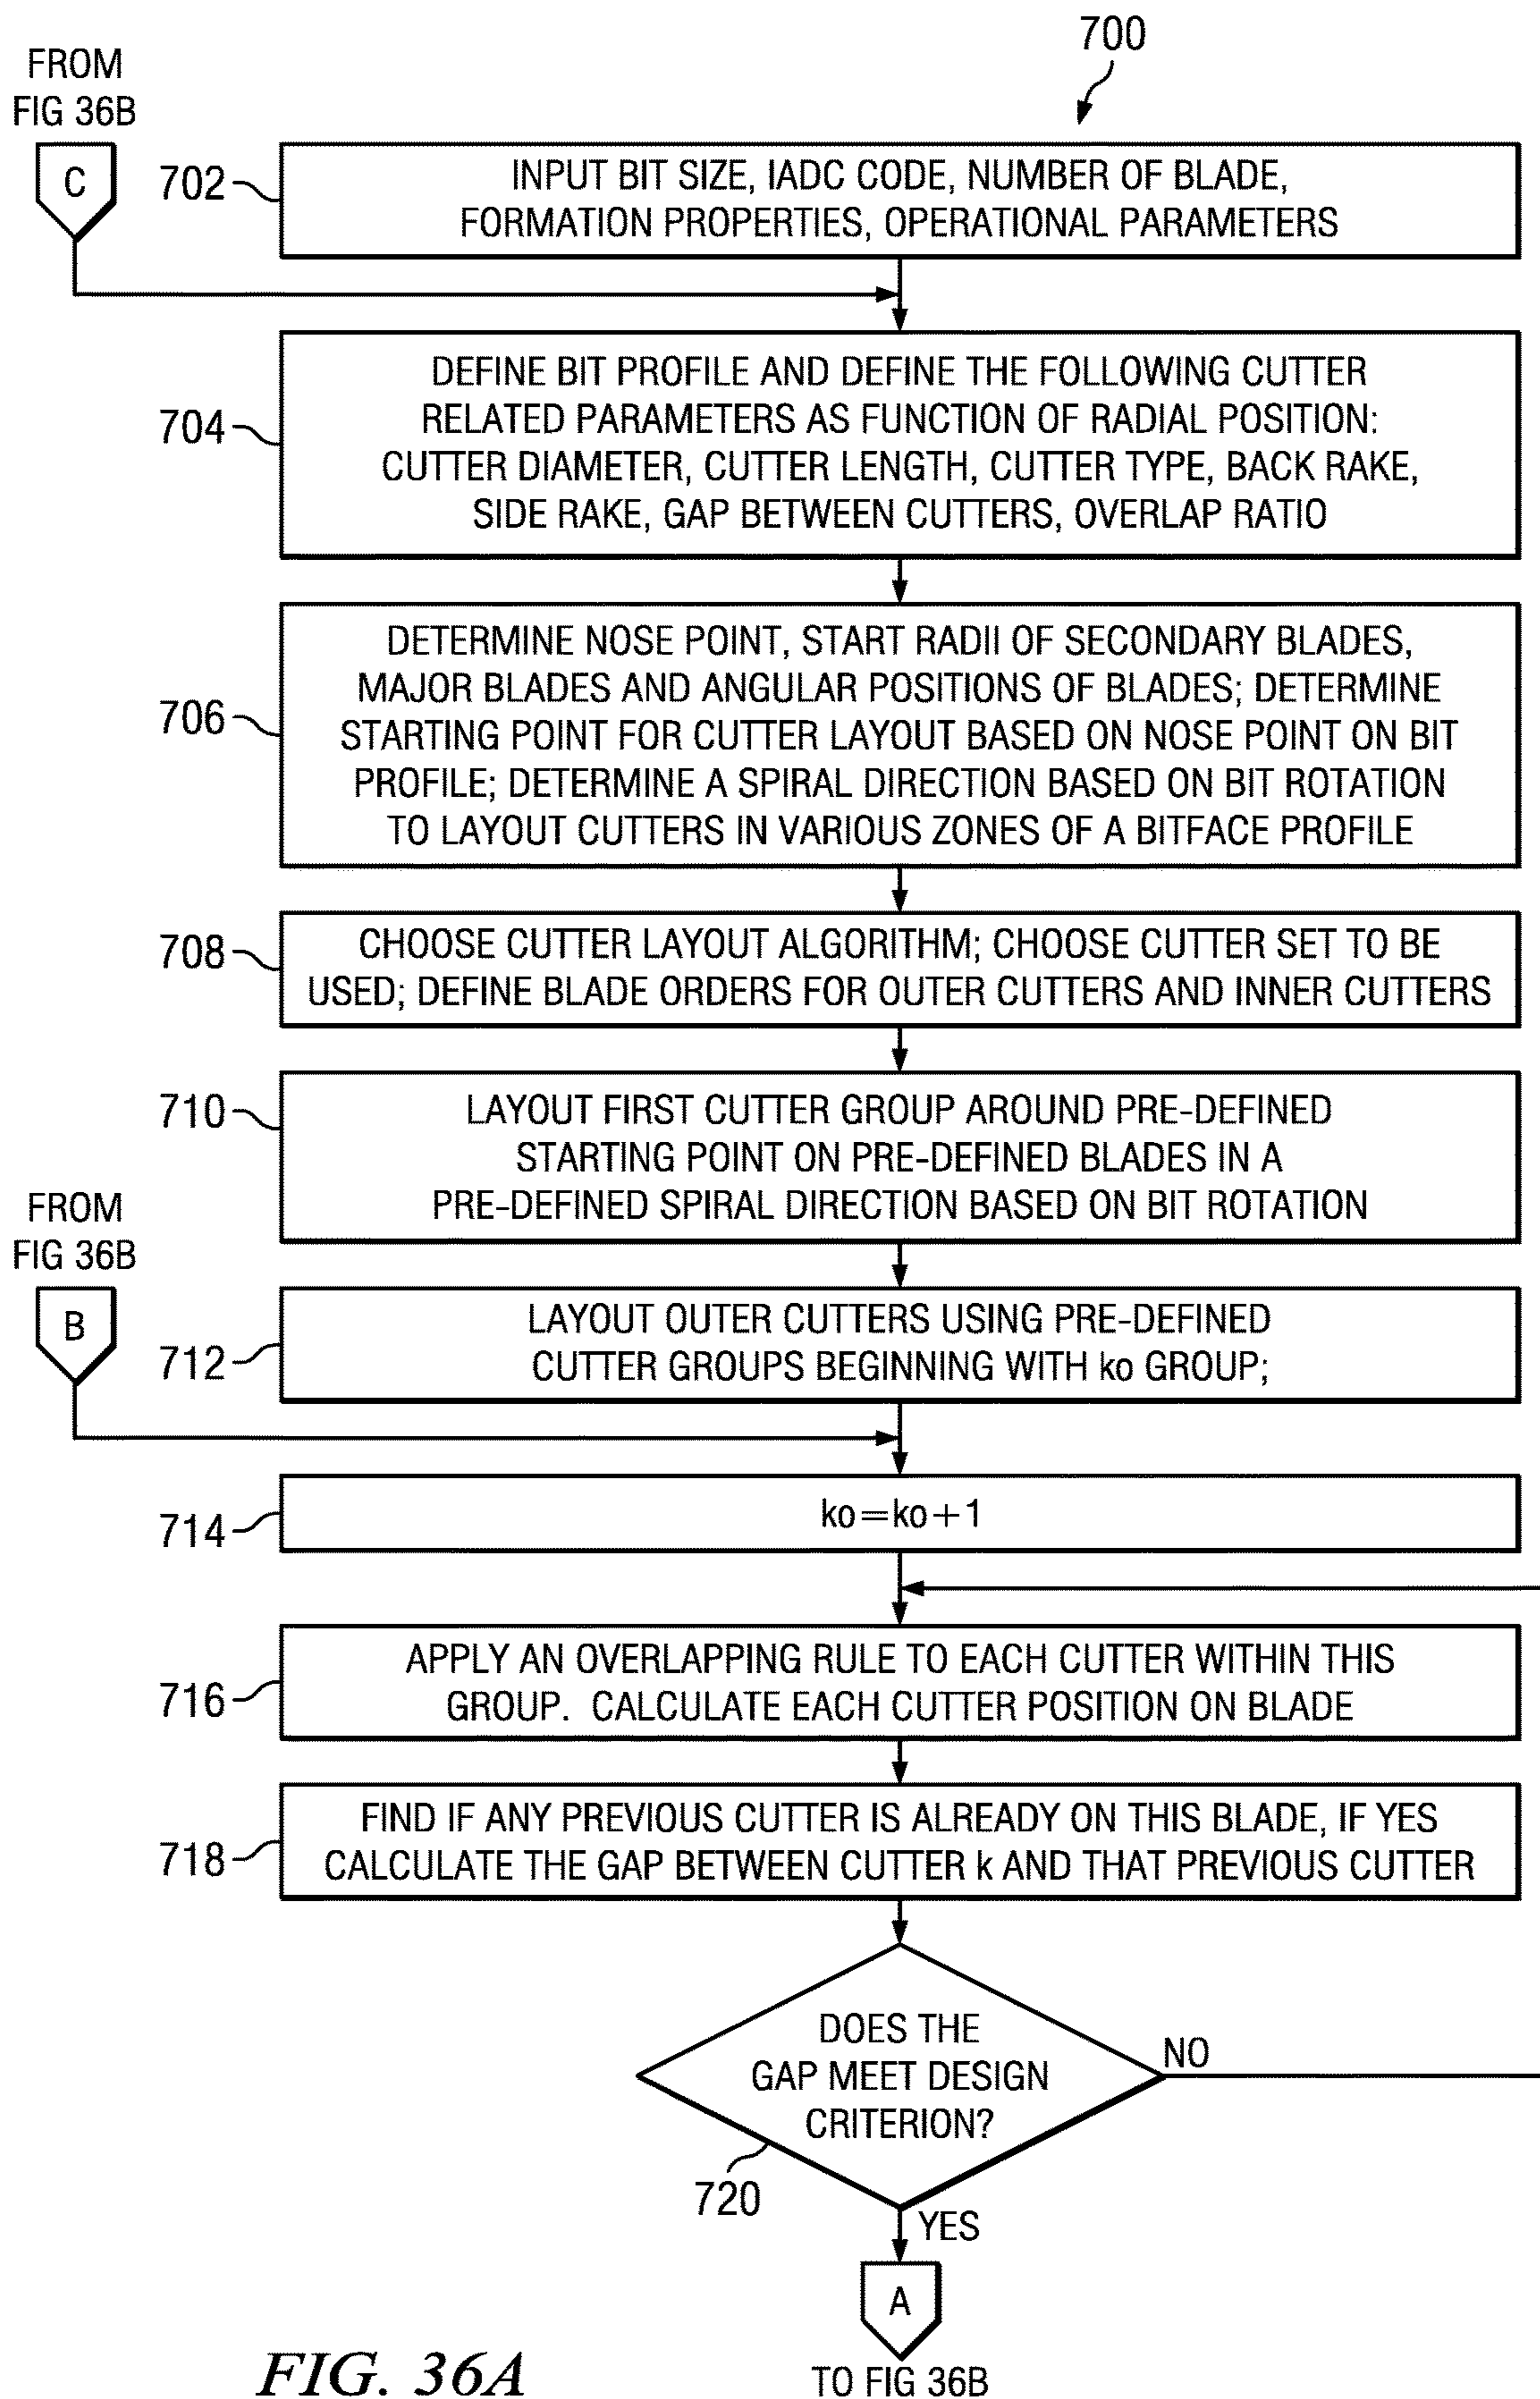 700
FROM
FIG 36B
C
702
INPUT BIT SIZE, IADC CODE, NUMBER OF BLADE,
FORMATION PROPERTIES, OPERATIONAL PARAMETERS
704
DEFINE BIT PROFILE AND DEFINE THE FOLLOWING CUTTER
RELATED PARAMETERS AS FUNCTION OF RADIAL POSITION:
CUTTER DIAMETER, CUTTER LENGTH, CUTTER TYPE, BACK RAKE,
SIDE RAKE, GAP BETWEEN CUTTERS, OVERLAP RATIO
706
DETERMINE NOSE POINT, START RADII OF SECONDARY BLADES,
MAJOR BLADES AND ANGULAR POSITIONS OF BLADES; DETERMINE
STARTING POINT FOR CUTTER LAYOUT BASED ON NOSE POINT ON BIT
PROFILE; DETERMINE A SPIRAL DIRECTION BASED ON BIT ROTATION
TO LAYOUT CUTTERS IN VARIOUS ZONES OF A BITFACE PROFILE
708
CHOOSE CUTTER LAYOUT ALGORITHM; CHOOSE CUTTER SET TO BE
USED; DEFINE BLADE ORDERS FOR OUTER CUTTERS AND INNER CUTTERS
710
LAYOUT FIRST CUTTER GROUP AROUND PRE-DEFINED
STARTING POINT ON PRE-DEFINED BLADES IN A
PRE-DEFINED SPIRAL DIRECTION BASED ON BIT ROTATION
FROM
FIG 36B
B
712
LAYOUT OUTER CUTTERS USING PRE-DEFINED
CUTTER GROUPS BEGINNING WITH ko GROUP;
714
ko=ko+1
716
APPLY AN OVERLAPPING RULE TO EACH CUTTER WITHIN THIS
GROUP. CALCULATE EACH CUTTER POSITION ON BLADE
718
FIND IF ANY PREVIOUS CUTTER IS ALREADY ON THIS BLADE, IF YES
CALCULATE THE GAP BETWEEN CUTTER k AND THAT PREVIOUS CUTTER
DOES THE
GAP MEET DESIGN
CRITERION?
NO
720
YES
A
TO FIG 36B
FIG. 36A